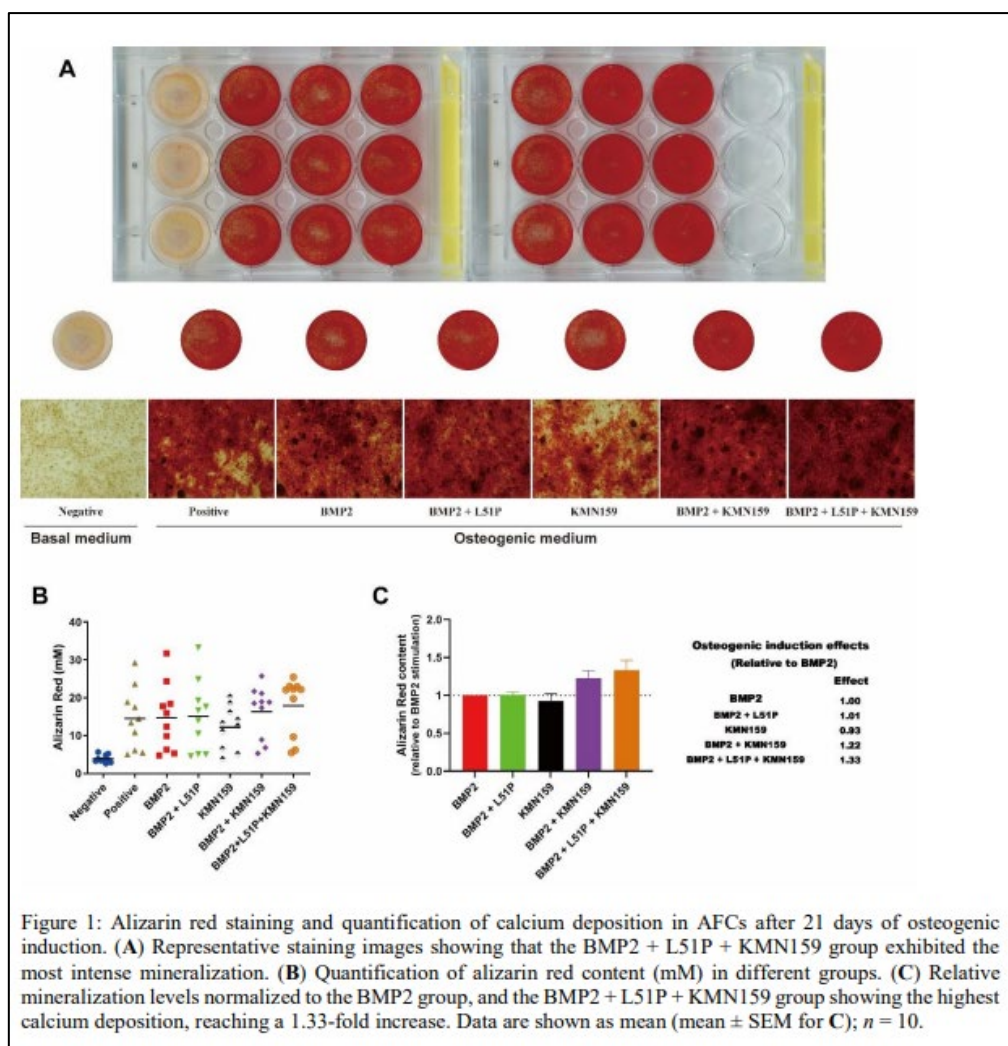 A
Negative
Positive
BMP2
BMP2 + L51P
KMN159
BMP2 + KMN159
BMP2 + L51P + KMN159
Basal medium
Osteogenic medium
B
Alizarin Red (mM)
40
30
20
10
0
Negative
Positive
BMP2
BMP2 + L51P
KMN159
BMP2 + KMN159
BMP2+L51P+KMN159
C
Alizarin Red content
(relative to BMP2 stimulation)
2.0
1.5
1
0.5
0.0
BMP2
BMP2 + L51P
KMN159
BMP2 + KMN159
BMP2 + L51P + KMN159
Osteogenic induction effects
(Relative to BMP2)
Effect
BMP2 1.00
BMP2 + L51P 1.01
KMN159 0.93
BMP2 + KMN159 1.22
BMP2 + L51P + KMN159 1.33
Figure 1: Alizarin red staining and quantification of calcium deposition in AFCs after 21 days of osteogenic
induction. (A) Representative staining images showing that the BMP2 + L51P + KMN159 group exhibited the
most intense mineralization. (B) Quantification of alizarin red content (mM) in different groups. (C) Relative
mineralization levels normalized to the BMP2 group, and the BMP2 + L51P + KMN159 group showing the highest
calcium deposition, reaching a 1.33-fold increase. Data are shown as mean (mean ± SEM for C); n = 10.